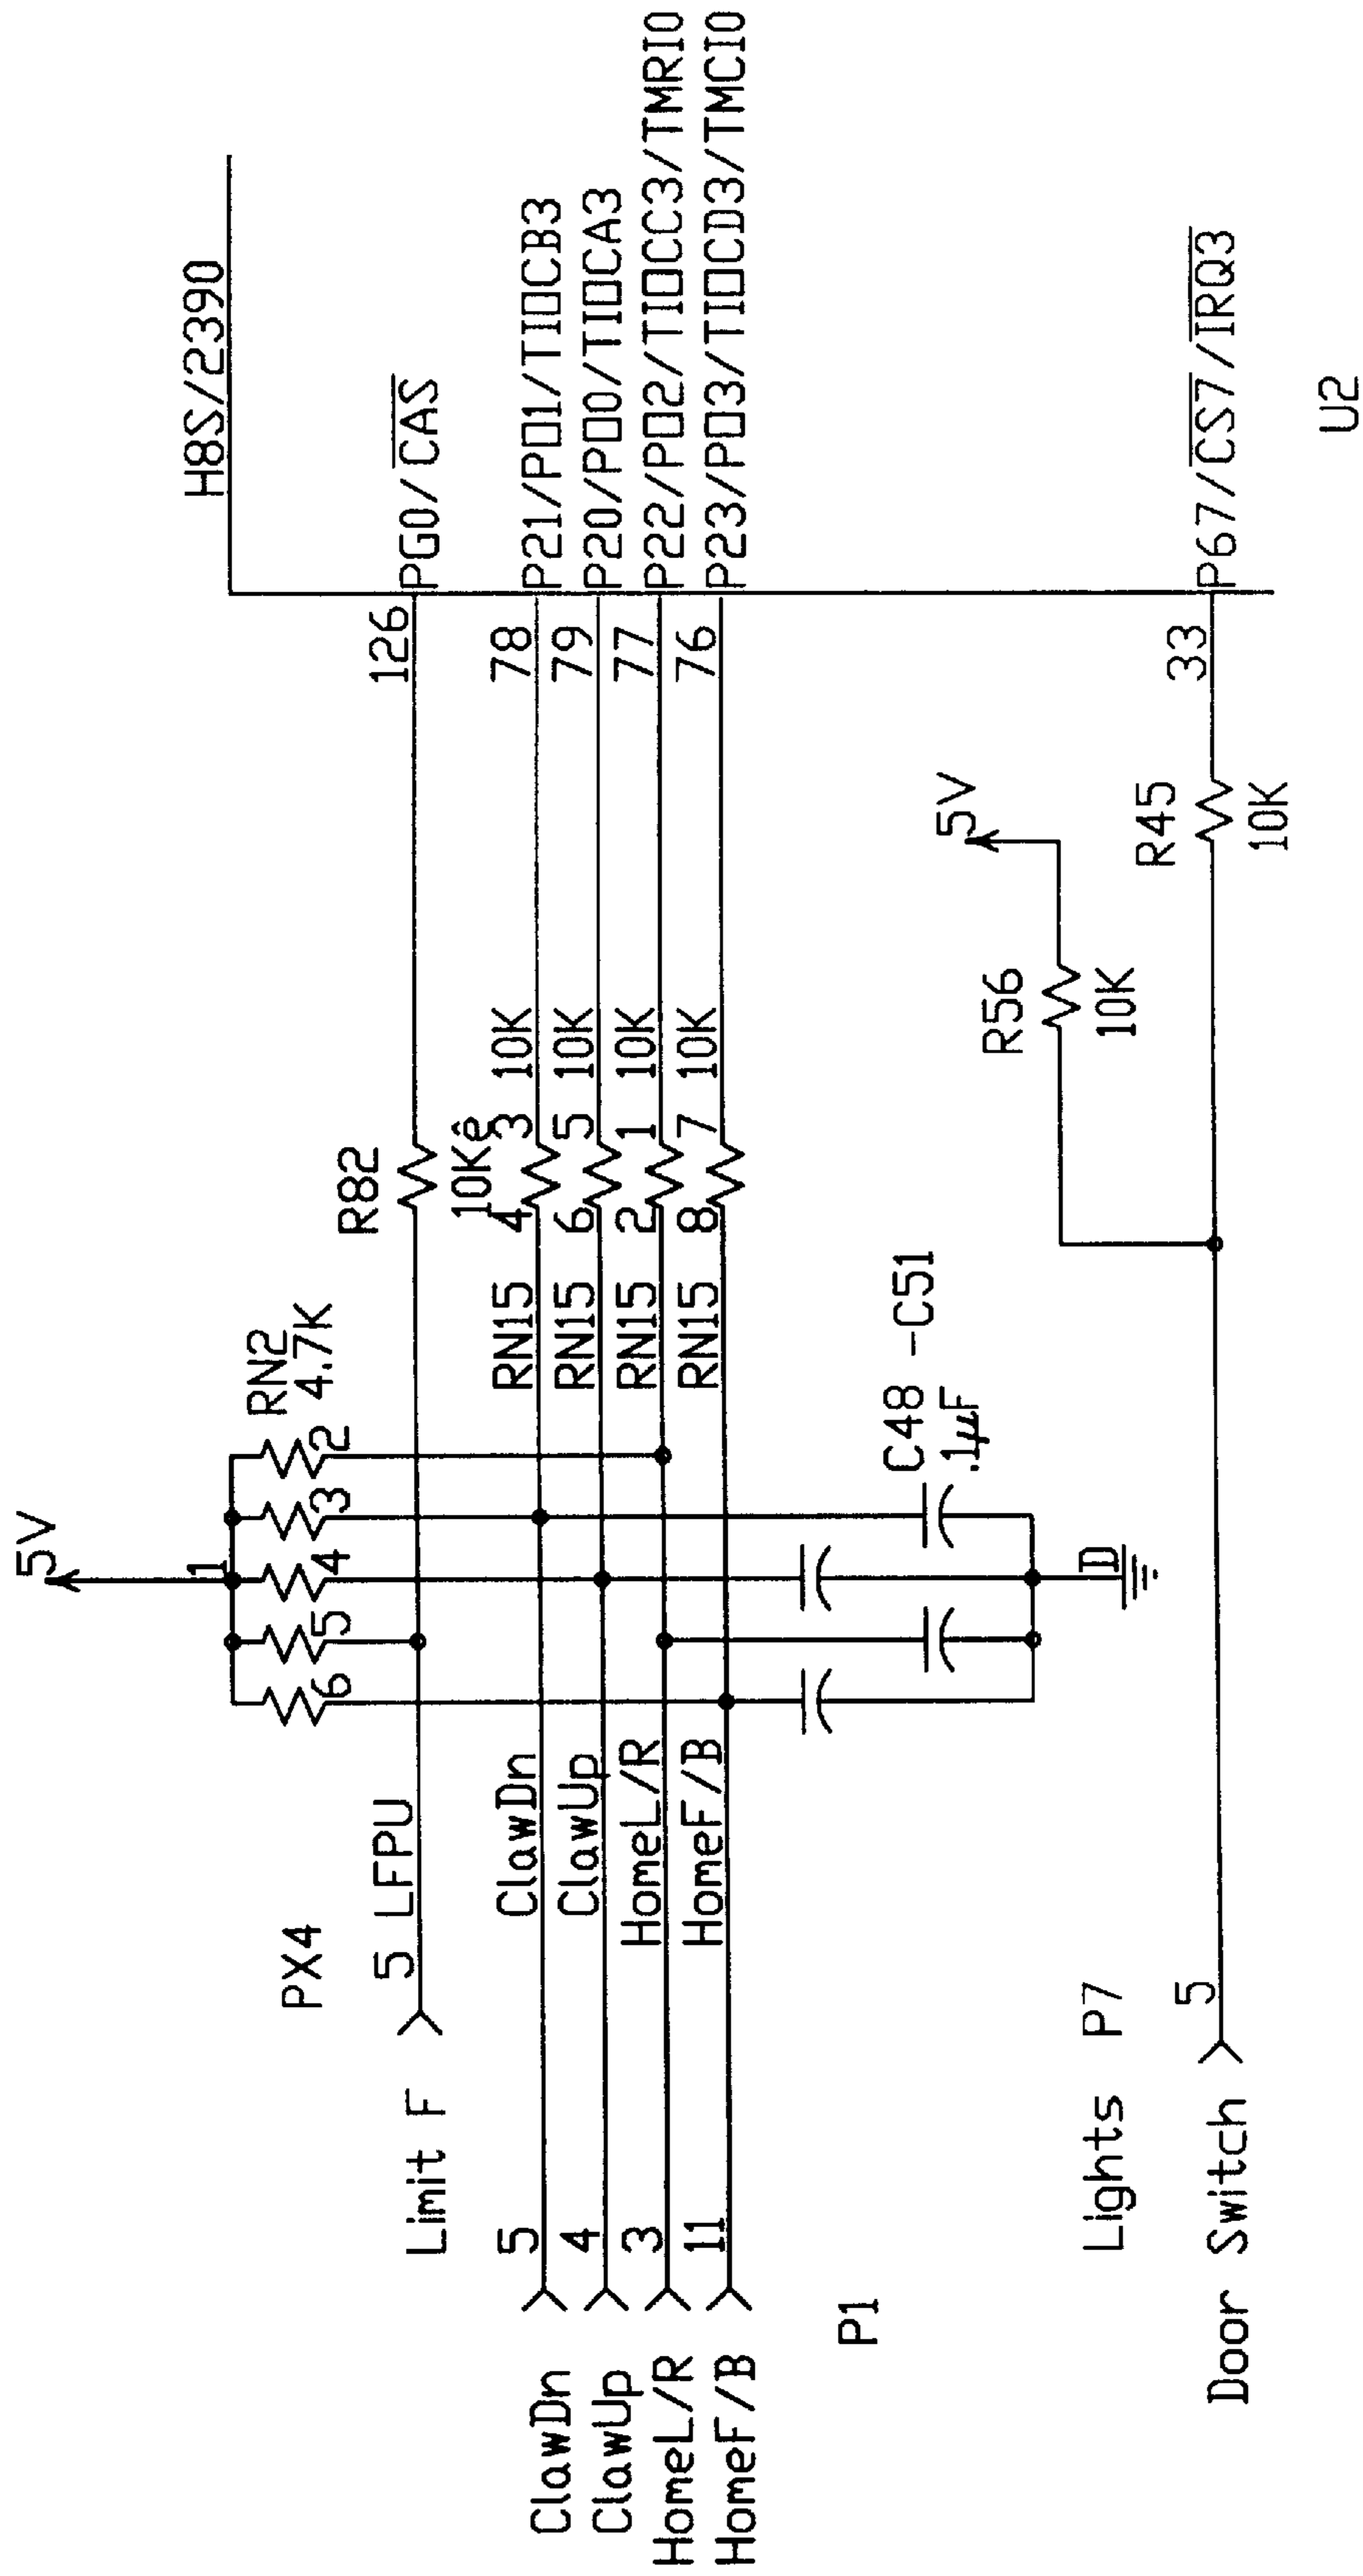 5V
1
RN2
4.7K
6
5
4
3
2
H8S/2390
PX4
Limit F
5
LFPU
R82
10Kê
126
PG0/CAS
ClawDn
5
ClawDn
RN15
4
3
10K
78
P21/PO1/TIOCB3
ClawUp
4
ClawUp
RN15
6
5
10K
79
P20/PO0/TIOCA3
HomeL/R
3
HomeL/R
RN15
2
1
10K
77
P22/PO2/TIOCC3/TMRI0
HomeF/B
11
HomeF/B
RN15
8
7
10K
76
P23/PO3/TIOCD3/TMCI0
P1
C48 -C51
.1µF
D
5V
R56
10K
Lights P7
Door Switch
5
R45
10K
33
P67/CS7/IRQ3
U2